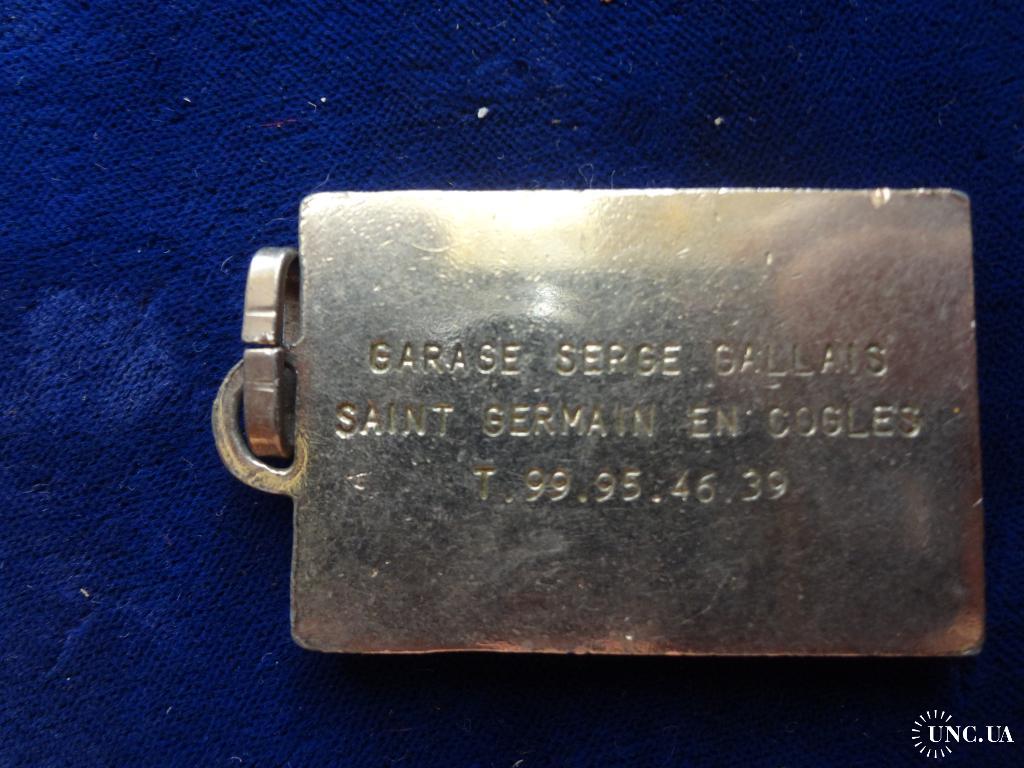 GARAGE SERGE GALLAIS
SAINT GERMAIN EN COGLES
T.99.95.46.39
UNC.UA